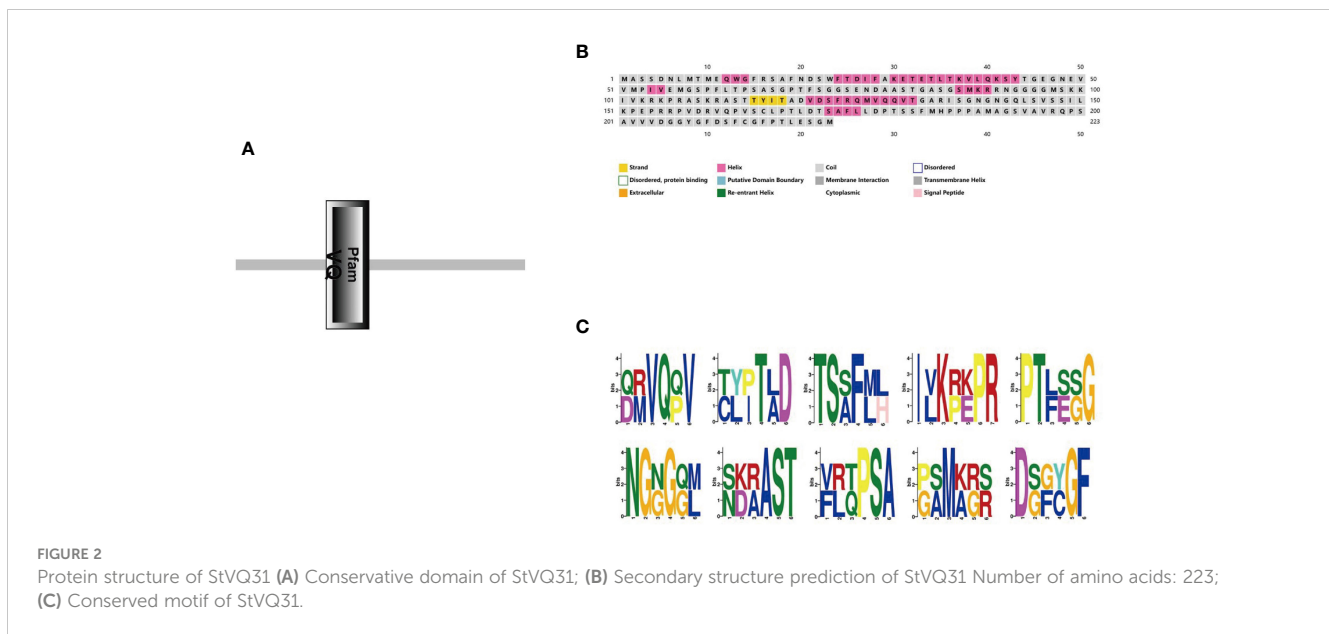 B
10 20 30 40 50
1 M A S S D N L M T M E Q W G F R S A F N D S W F T D I F A K E T E T L T K V L Q K S Y T G E G N E V 50
51 V M P I V E M G S P F L T P S A S G P T F S G G S E N D A A S T G A S G S M K R R N G G G G M S K K 100
101 I V K R K P R A S K R A S T T Y I T A D V D S F R Q M V Q Q V T G A R I S G N G N G Q L S V S S I L 150
151 K P E P R R P V D R V Q P V S C L P T L D T S A F L L D P T S S F M H P P P P A M A G S V A V R Q P S 200
201 A V V V D G G Y G F D S F C G F P T L E S G M 223
10 20 30 40 50
Strand Helix Coil Disordered
Disordered, protein binding Putative Domain Boundary Membrane Interaction Transmembrane Helix
Extracellular Re-entrant Helix Cytoplasmic Signal Peptide
A
Pfam
VQ
C
FIGURE 2
Protein structure of StVQ31 (A) Conservative domain of StVQ31; (B) Secondary structure prediction of StVQ31 Number of amino acids: 223;
(C) Conserved motif of StVQ31.